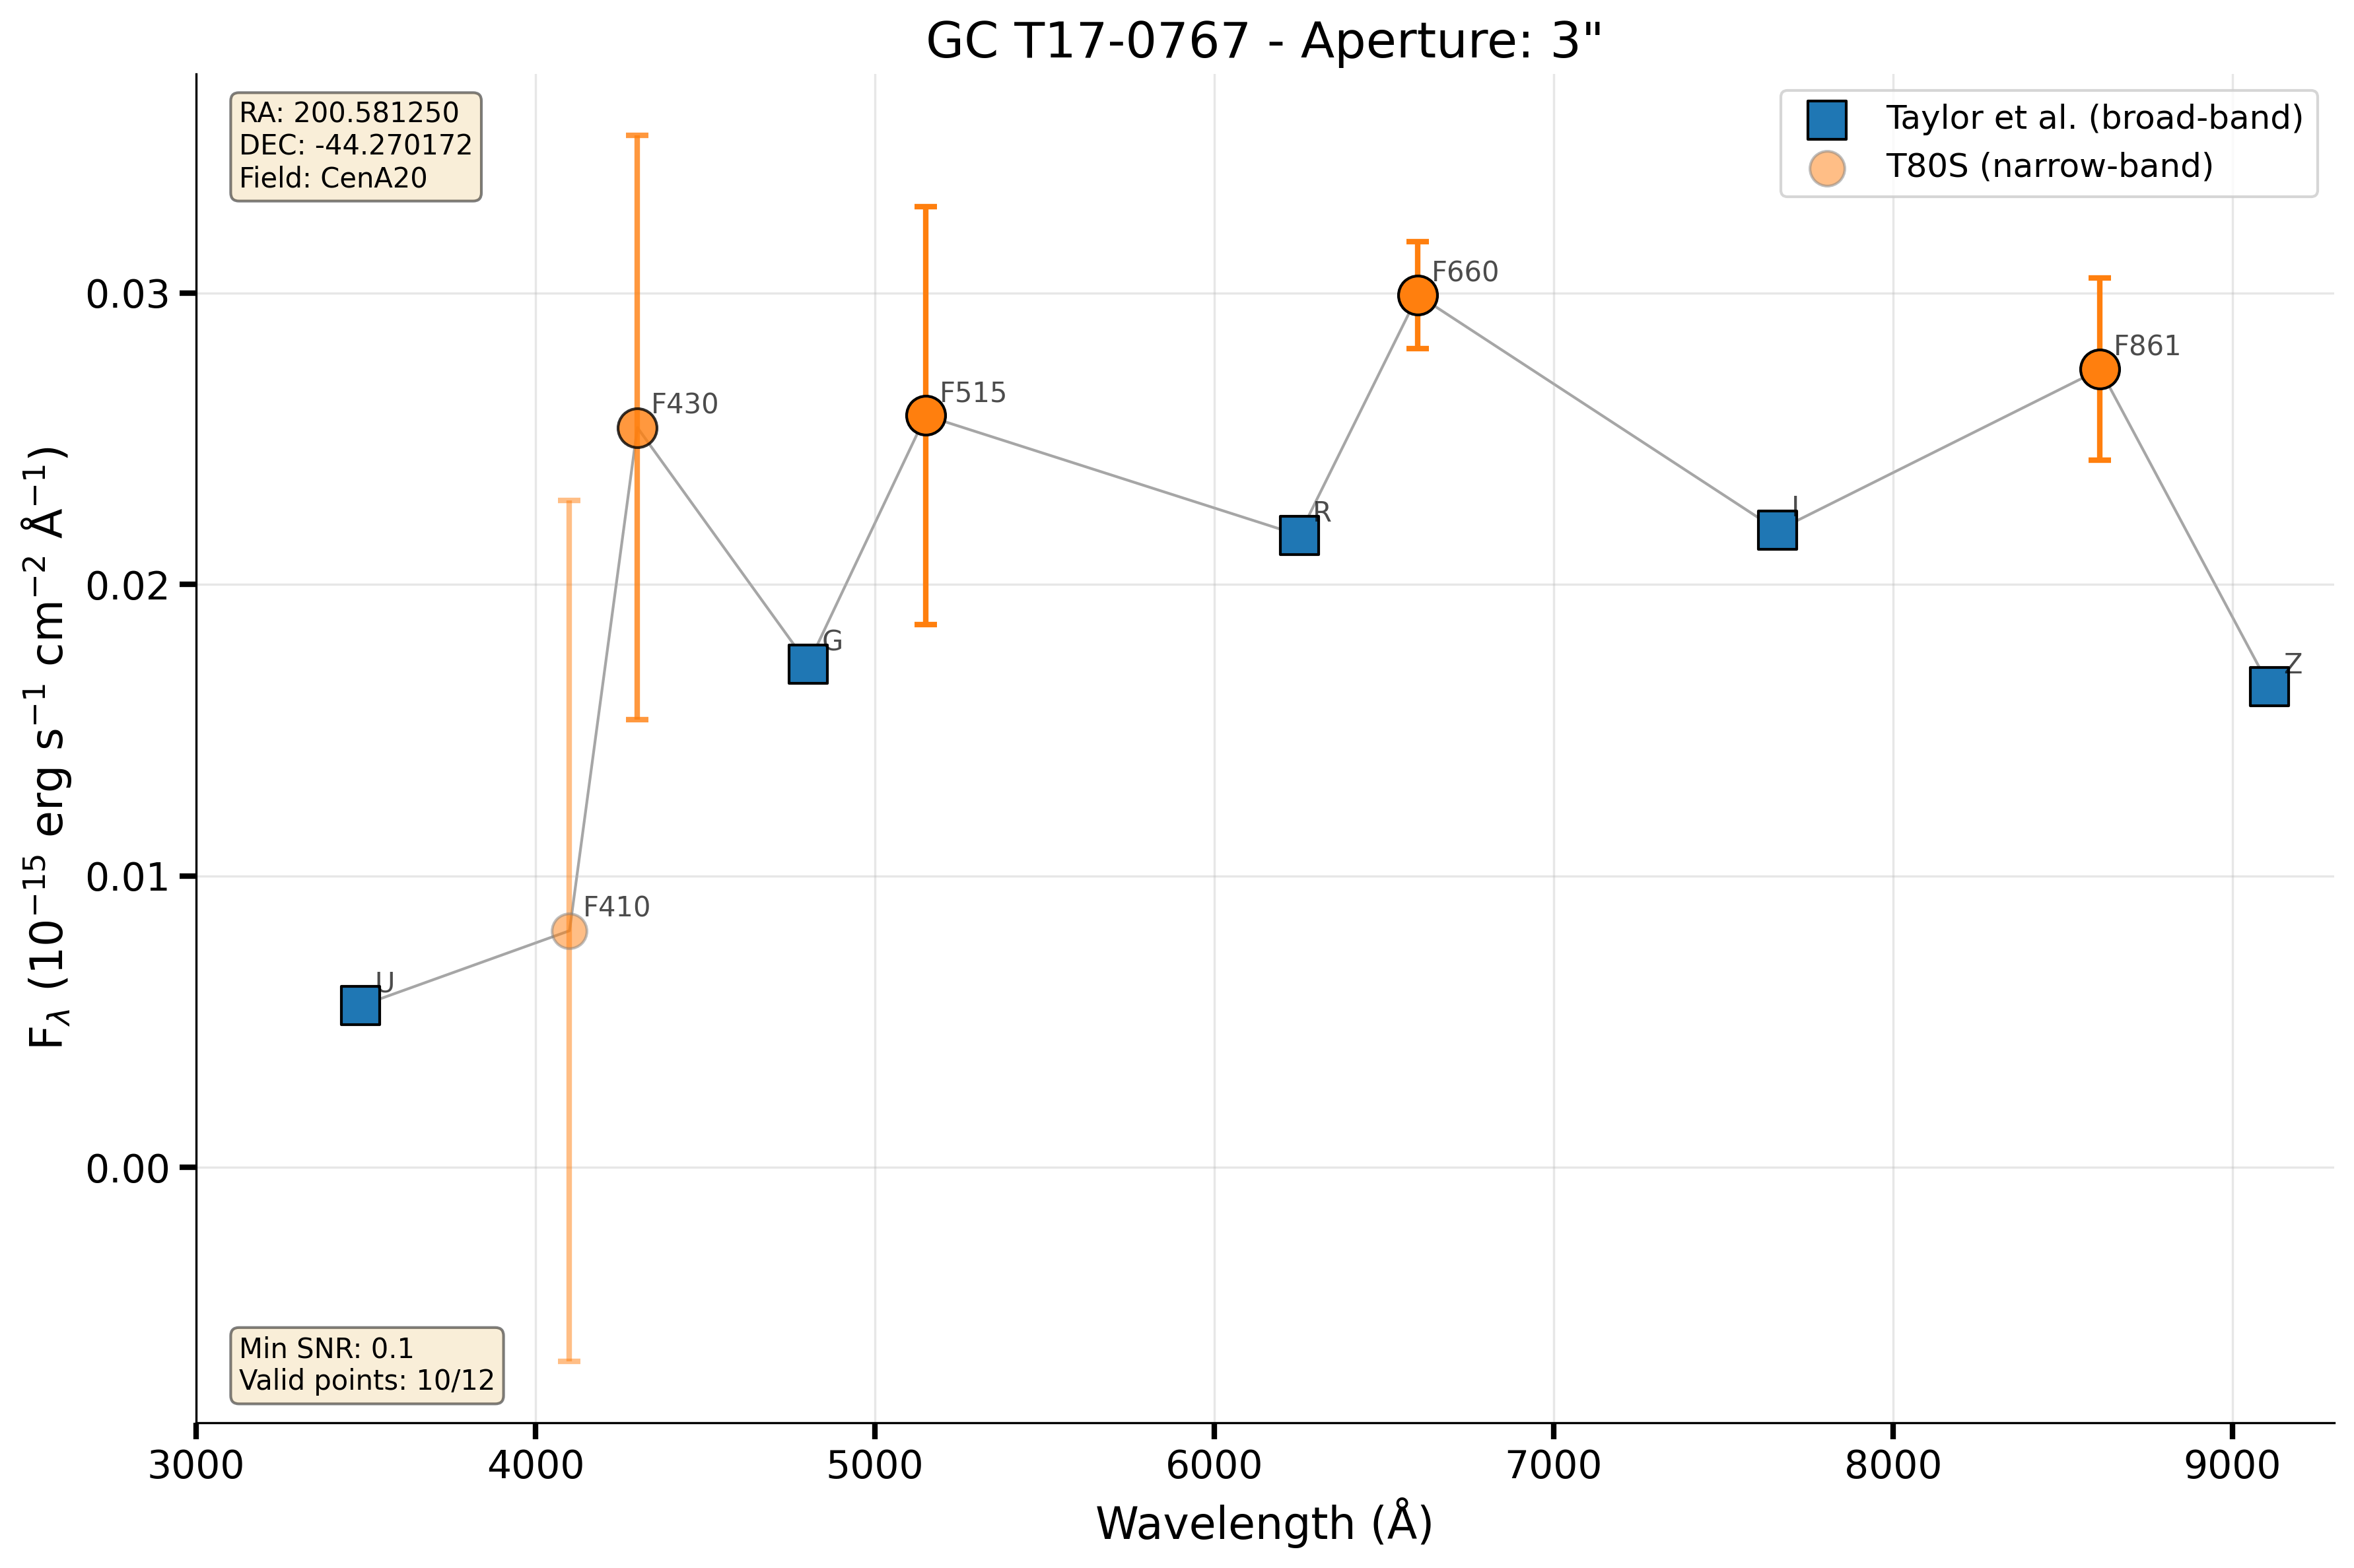 GC T17-0767 - Aperture: 3"
RA: 200.581250
DEC: -44.270172
Field: CenA20
Taylor et al. (broad-band)
T80S (narrow-band)
F660
F861
F430
F515
R
I
G
Z
F410
U
Min SNR: 0.1
Valid points: 10/12
0.03
0.02
0.01
0.00
F_λ (10⁻¹⁵ erg s⁻¹ cm⁻² Å⁻¹)
3000 4000 5000 6000 7000 8000 9000
Wavelength (Å)